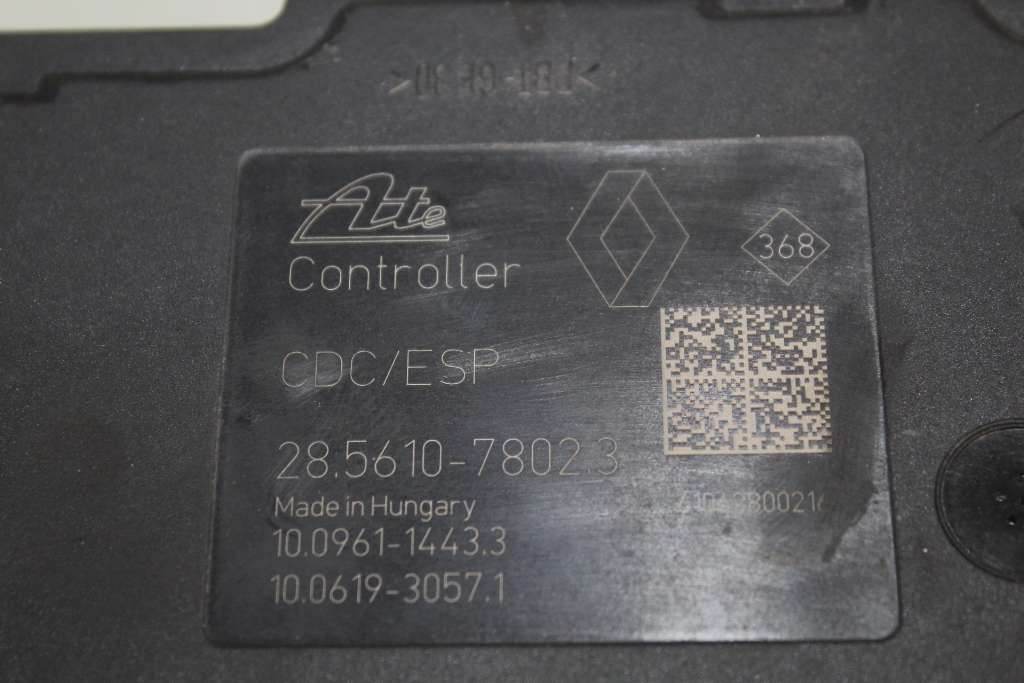 Ate
368
Controller
CDC/ESP
28.5610-7802.3
Made in Hungary
10.0961-1443.3
10.0619-3057.1